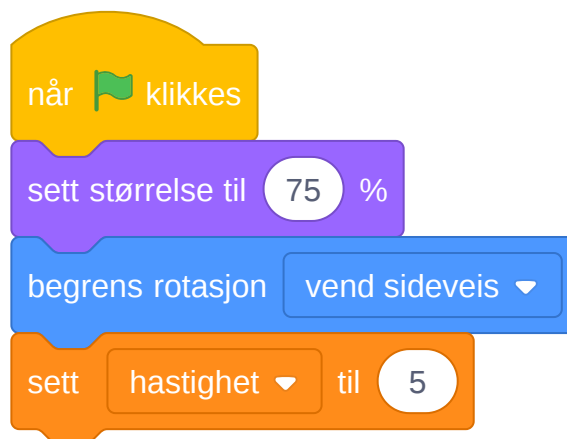 når klikkes
sett størrelse til 75 %
begrens rotasjon vend sideveis
sett hastighet til 5